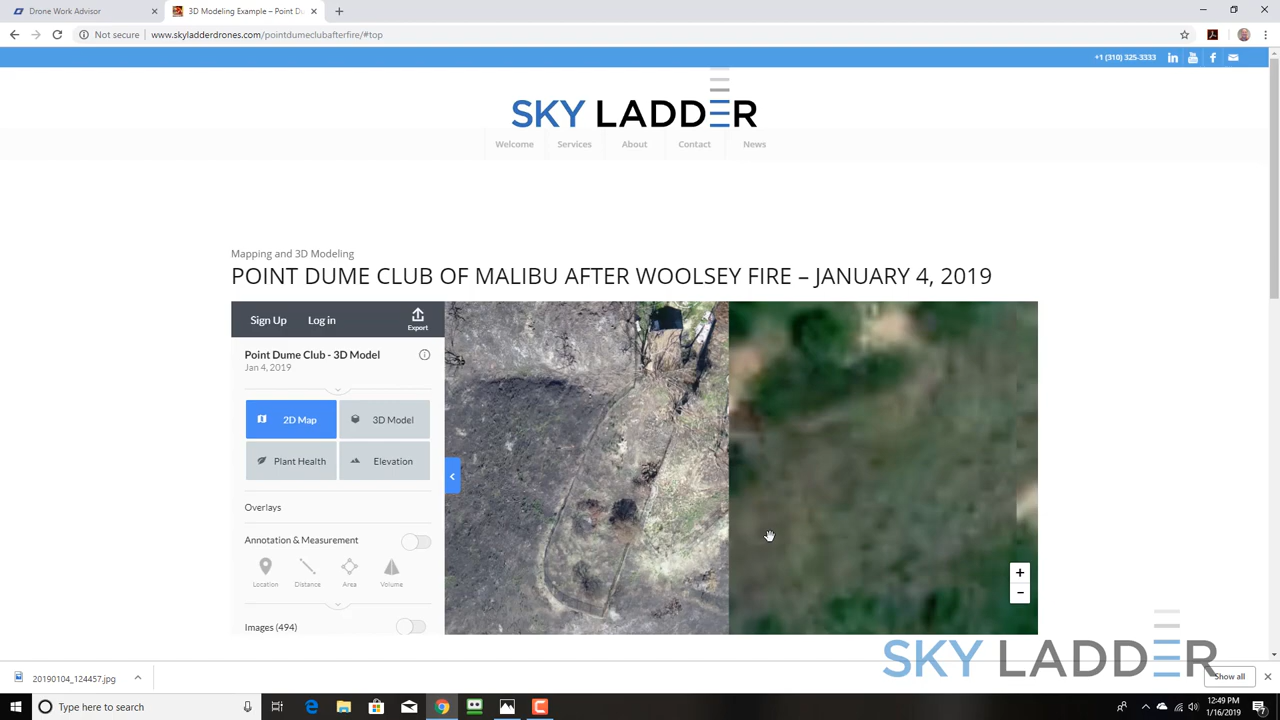 Drone Work Advisor
3D Modeling Example – Point Du
Not secure
www.skyladderdrones.com/pointdumeclubafterfire/#top
+1 (310) 325-3333
SKY LADDER
Welcome
Services
About
Contact
News
Mapping and 3D Modeling
POINT DUME CLUB OF MALIBU AFTER WOOLSEY FIRE – JANUARY 4, 2019
Sign Up
Log in
Export
Point Dume Club - 3D Model
Jan 4, 2019
2D Map
3D Model
Plant Health
Elevation
Overlays
Annotation & Measurement
Location
Distance
Area
Volume
Images (494)
+
−
SKY LADDER
20190104_124457.jpg
Show all
Type here to search
12:49 PM
1/16/2019